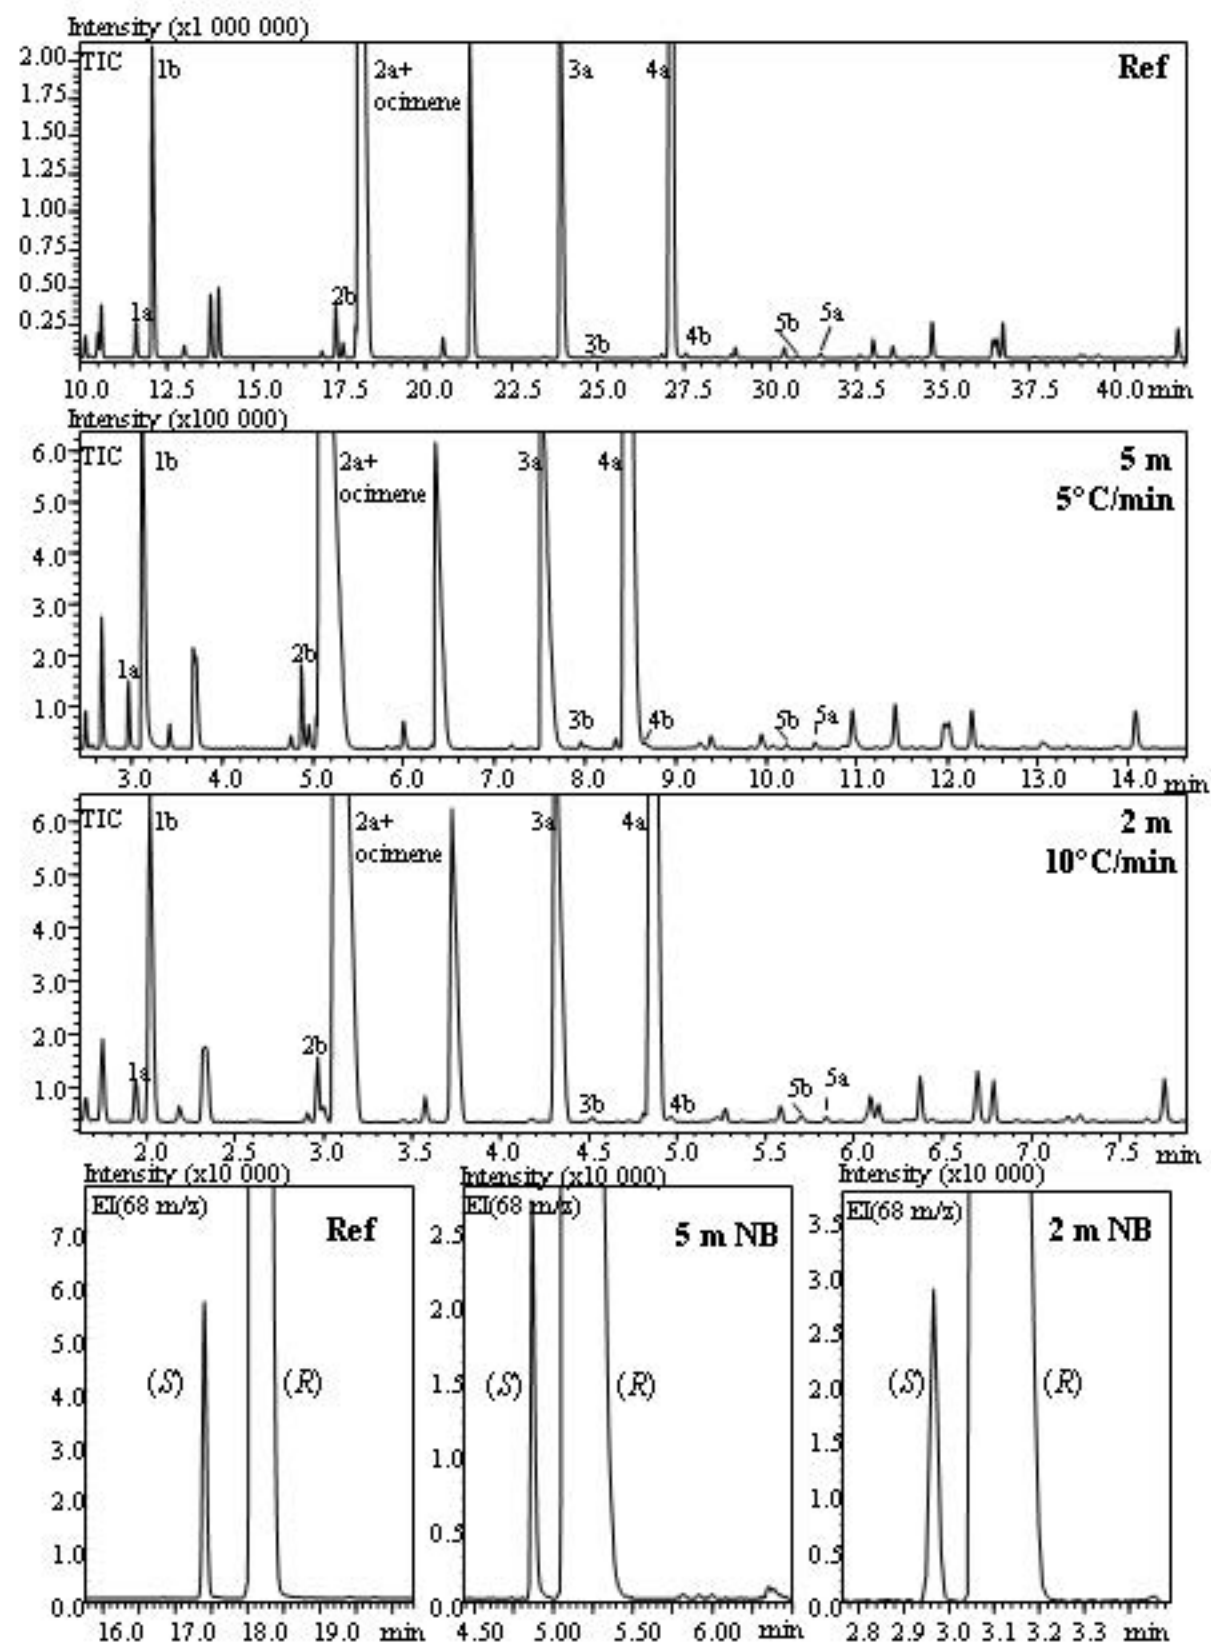 Intensity (x1 000 000)
2.00 TIC 1b 2a+ 3a 4a Ref
ocimene
1.75
1.50
1.25
1.00
0.75
0.50
0.25 1a 2b 3b 4b 5b 5a
10.0 12.5 15.0 17.5 20.0 22.5 25.0 27.5 30.0 32.5 35.0 37.5 40.0 min
Intensity (x100 000)
6.0 TIC 1b 2a+ 3a 4a 5 m
ocimene 5°C/min
5.0
4.0
3.0
2.0 1a 2b
1.0 3b 4b 5b 5a
3.0 4.0 5.0 6.0 7.0 8.0 9.0 10.0 11.0 12.0 13.0 14.0 min
6.0 TIC 1b 2a+ 3a 4a 2 m
ocimene 10°C/min
5.0
4.0
3.0
2.0 2b
1.0 1a 3b 4b 5b 5a
2.0 2.5 3.0 3.5 4.0 4.5 5.0 5.5 6.0 6.5 7.0 7.5 min
Intensity (x10 000)
EI(68 m/z) Ref
7.0
6.0
5.0
(S) (R)
4.0
3.0
2.0
1.0
0.0
16.0 17.0 18.0 19.0 min
Intensity (x10 000)
EI(68 m/z) 5 m NB
2.5
2.0
1.5 (S) (R)
1.0
0.5
0.0
4.50 5.00 5.50 6.00 min
Intensity (x10 000)
EI(68 m/z) 2 m NB
3.5
3.0
2.5
2.0 (S) (R)
1.5
1.0
0.5
0.0
2.8 2.9 3.0 3.1 3.2 3.3 min